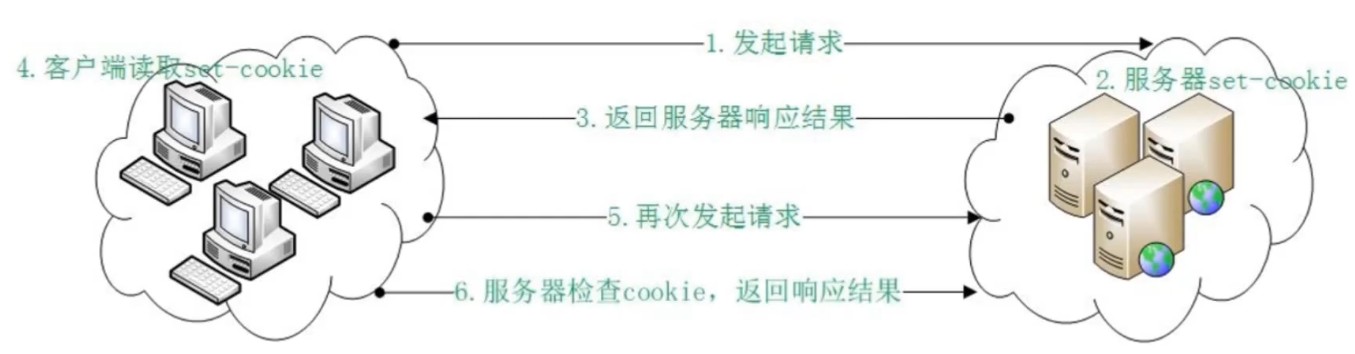 1.发起请求
4.客户端读取set-cookie
2.服务器set-cookie
3.返回服务器响应结果
5.再次发起请求
6.服务器检查cookie，返回响应结果